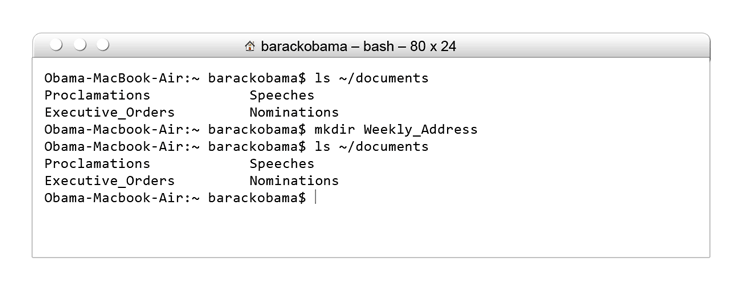 barackobama – bash – 80 x 24
Obama-MacBook-Air:~ barackobama$ ls ~/documents
Proclamations Speeches
Executive_Orders Nominations
Obama-Macbook-Air:~ barackobama$ mkdir Weekly_Address
Obama-Macbook-Air:~ barackobama$ ls ~/documents
Proclamations Speeches
Executive_Orders Nominations
Obama-Macbook-Air:~ barackobama$